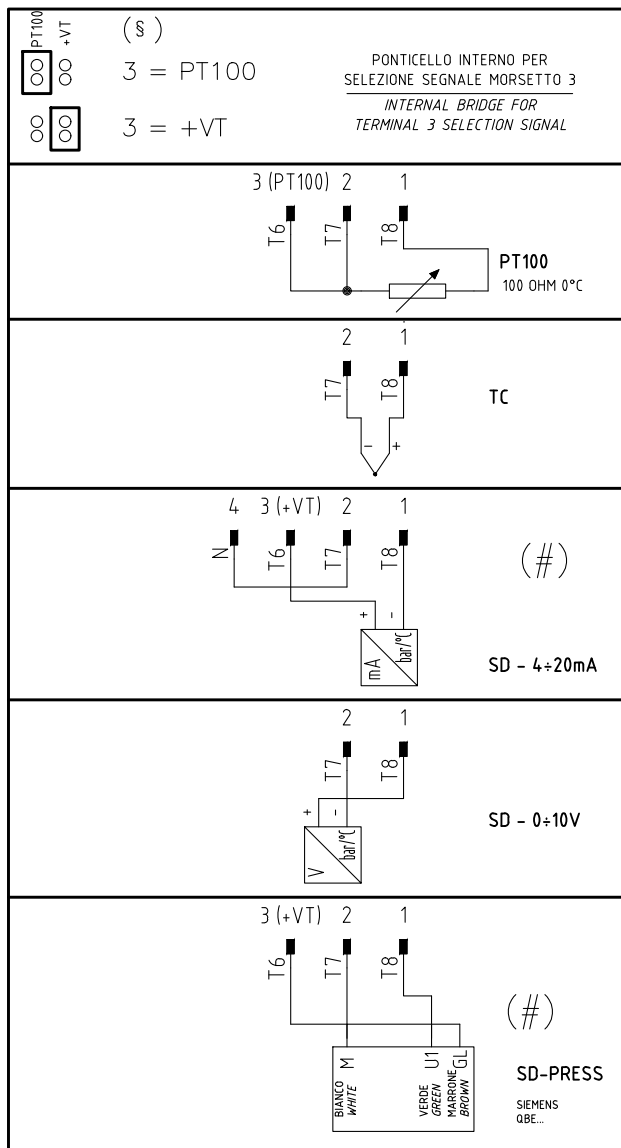 PT100
+VT
(§)
3 = PT100
3 = +VT
PONTICELLO INTERNO PER
SELEZIONE SEGNALE MORSETTO 3
INTERNAL BRIDGE FOR
TERMINAL 3 SELECTION SIGNAL
3 (PT100) 2 1
T6 T7 T8
PT100
100 OHM 0°C
2 1
T7 T8
TC
- +
4 3 (+VT) 2 1
N T6 T7 T8
(#)
+ -
mA bar/°C
SD - 4÷20mA
2 1
T7 T8
+ -
V bar/°C
SD - 0÷10V
3 (+VT) 2 1
T6 T7 T8
(#)
M U1 GL
BIANCO
WHITE
VERDE
GREEN
MARRONE
BROWN
SD-PRESS
SIEMENS
QBE...